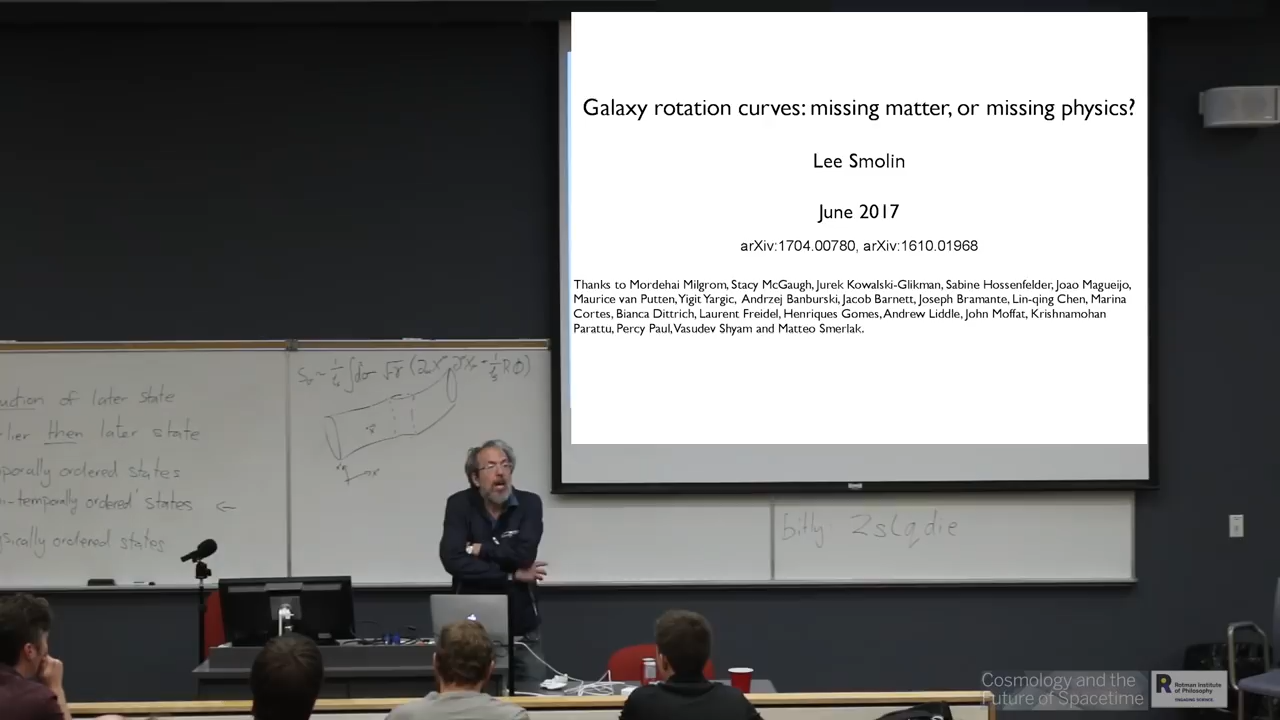 Galaxy rotation curves: missing matter, or missing physics?
Lee Smolin
June 2017
arXiv:1704.00780, arXiv:1610.01968
Thanks to Mordehai Milgrom, Stacy McGaugh, Jurek Kowalski-Glikman, Sabine Hossenfelder, Joao Magueijo,
Maurice van Putten, Yigit Yargic, Andrzej Banburski, Jacob Barnett, Joseph Bramante, Lin-qing Chen, Marina
Cortes, Bianca Dittrich, Laurent Freidel, Henriques Gomes, Andrew Liddle, John Moffat, Krishnamohan
Parattu, Percy Paul, Vasudev Shyam and Matteo Smerlak.
of later state
then later state
ordered states
temporally ordered states
ordered states
bitly
Cosmology and the
Future of Spacetime
Rotman Institute
of Philosophy